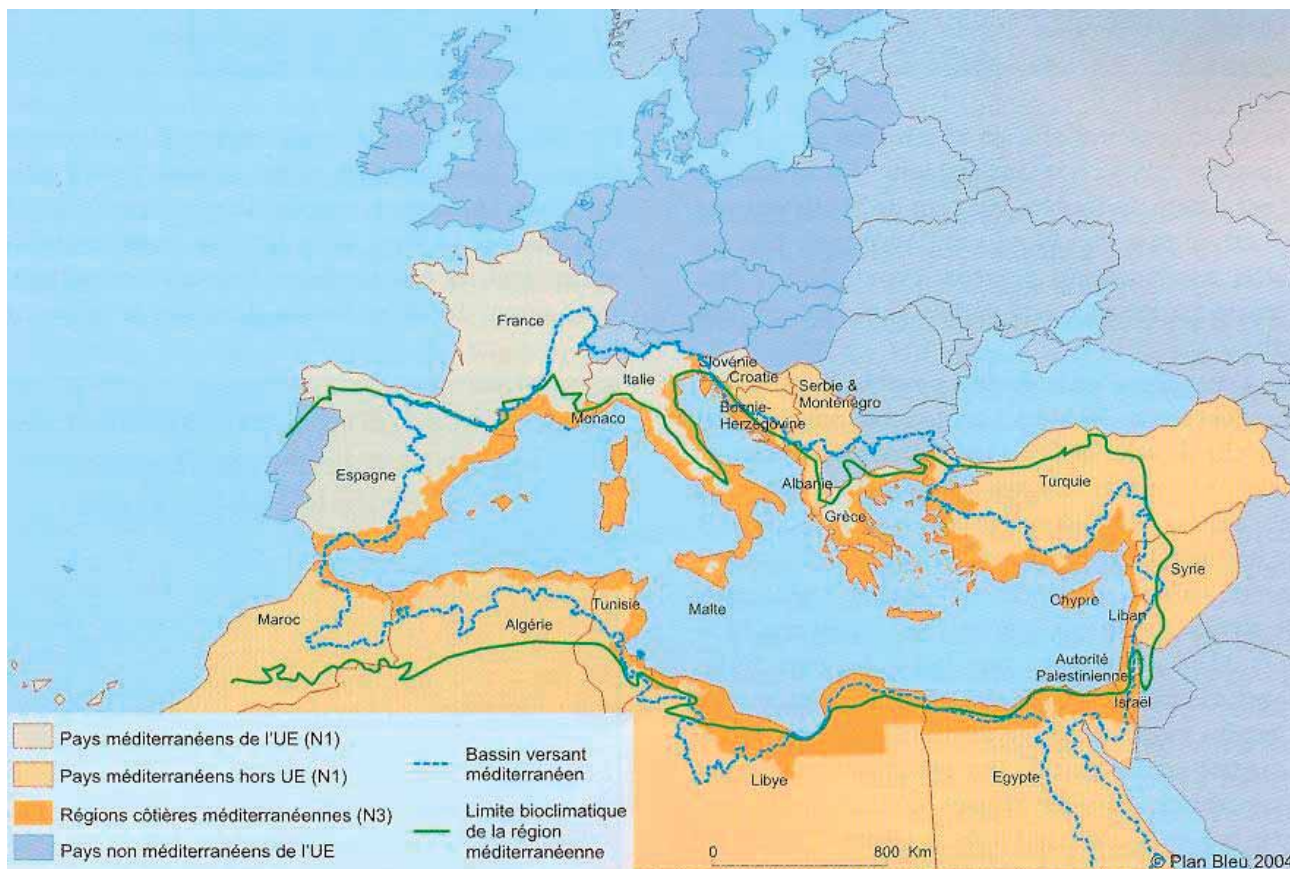 France
Slovénie
Croatie
Italie
Serbie &
Monténégro
Bosnie-
Herzégovine
Monaco
Espagne
Albanie
Turquie
Grèce
Syrie
Chypre
Tunisie
Malte
Liban
Maroc
Algérie
Autorité
Palestinienne
Israël
Libye
Egypte
Pays méditerranéens de l'UE (N1)
Pays méditerranéens hors UE (N1)
Régions côtières méditerranéennes (N3)
Pays non méditerranéens de l'UE
Bassin versant
méditerranéen
Limite bioclimatique
de la région
méditerranéenne
0 800 Km
© Plan Bleu 2004